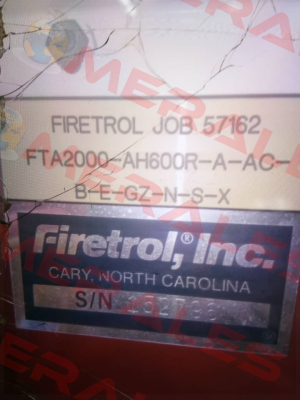 FIRETROL JOB 57162
FTA2000-AH600R-A-AC-
B-E-GZ-N-S-X
Firetrol,® Inc.
CARY, NORTH CAROLINA
S/N